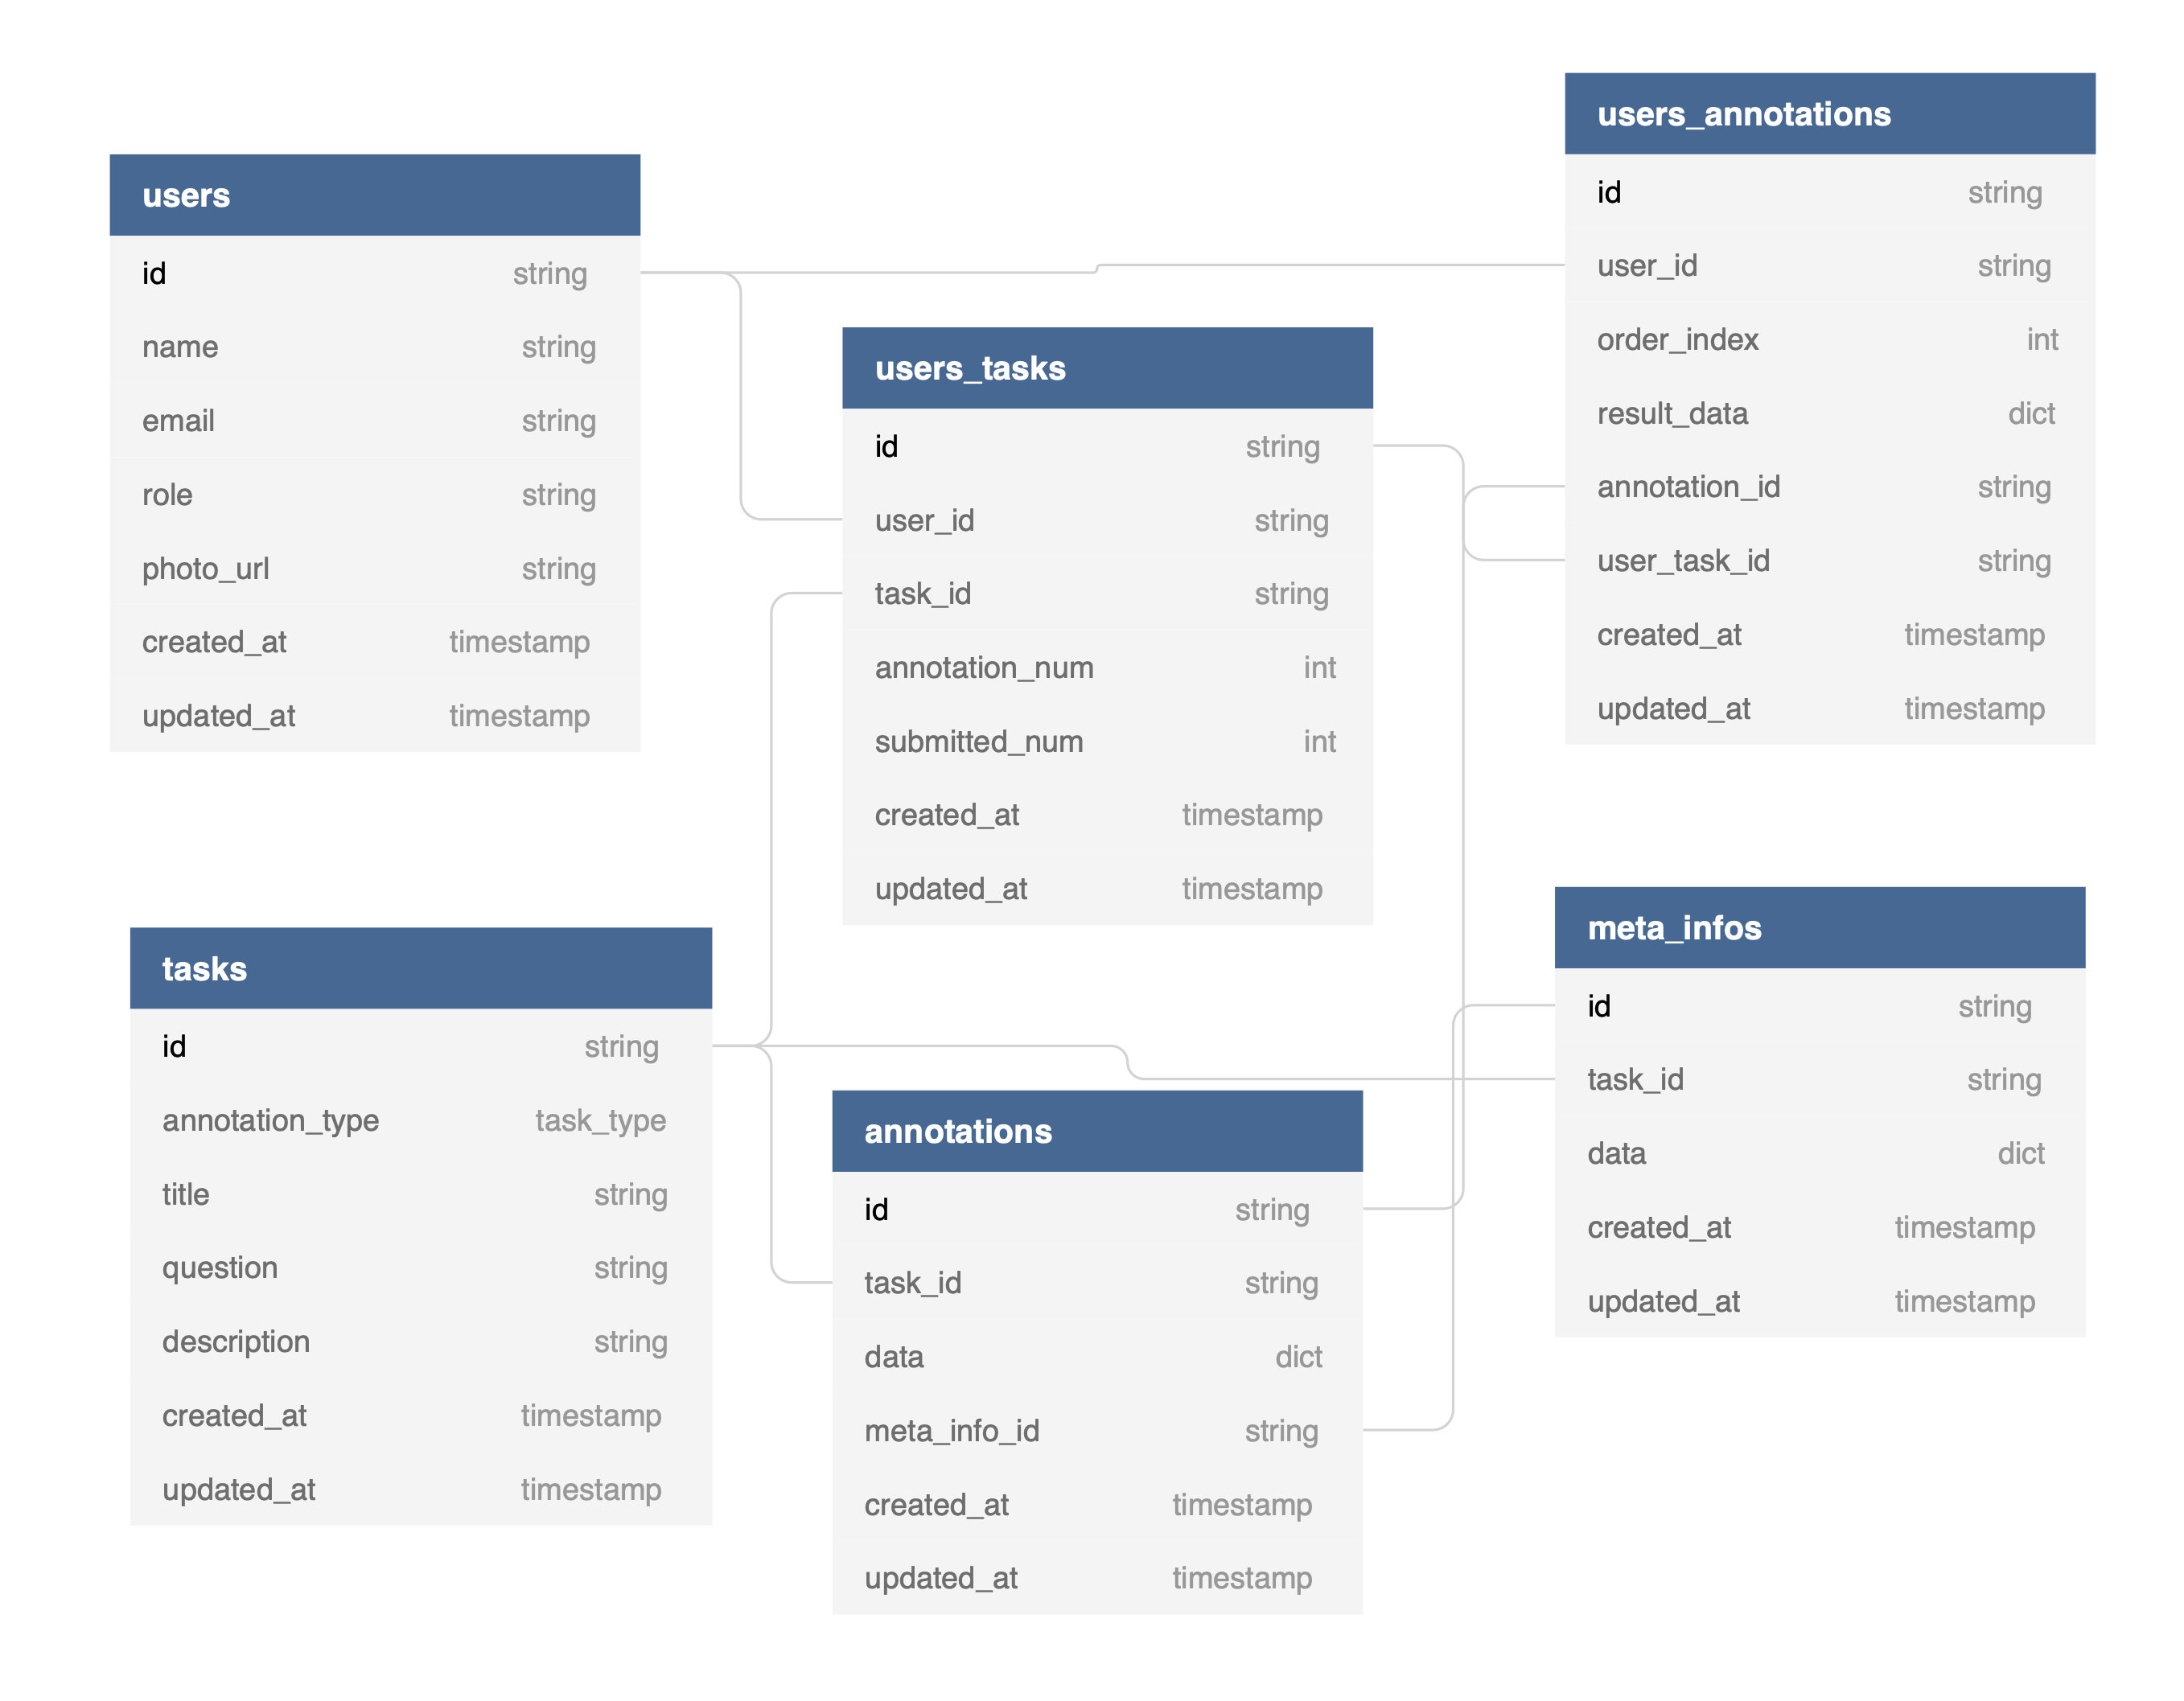 users
id string
name string
email string
role string
photo_url string
created_at timestamp
updated_at timestamp
users_tasks
id string
user_id string
task_id string
annotation_num int
submitted_num int
created_at timestamp
updated_at timestamp
users_annotations
id string
user_id string
order_index int
result_data dict
annotation_id string
user_task_id string
created_at timestamp
updated_at timestamp
tasks
id string
annotation_type task_type
title string
question string
description string
created_at timestamp
updated_at timestamp
annotations
id string
task_id string
data dict
meta_info_id string
created_at timestamp
updated_at timestamp
meta_infos
id string
task_id string
data dict
created_at timestamp
updated_at timestamp